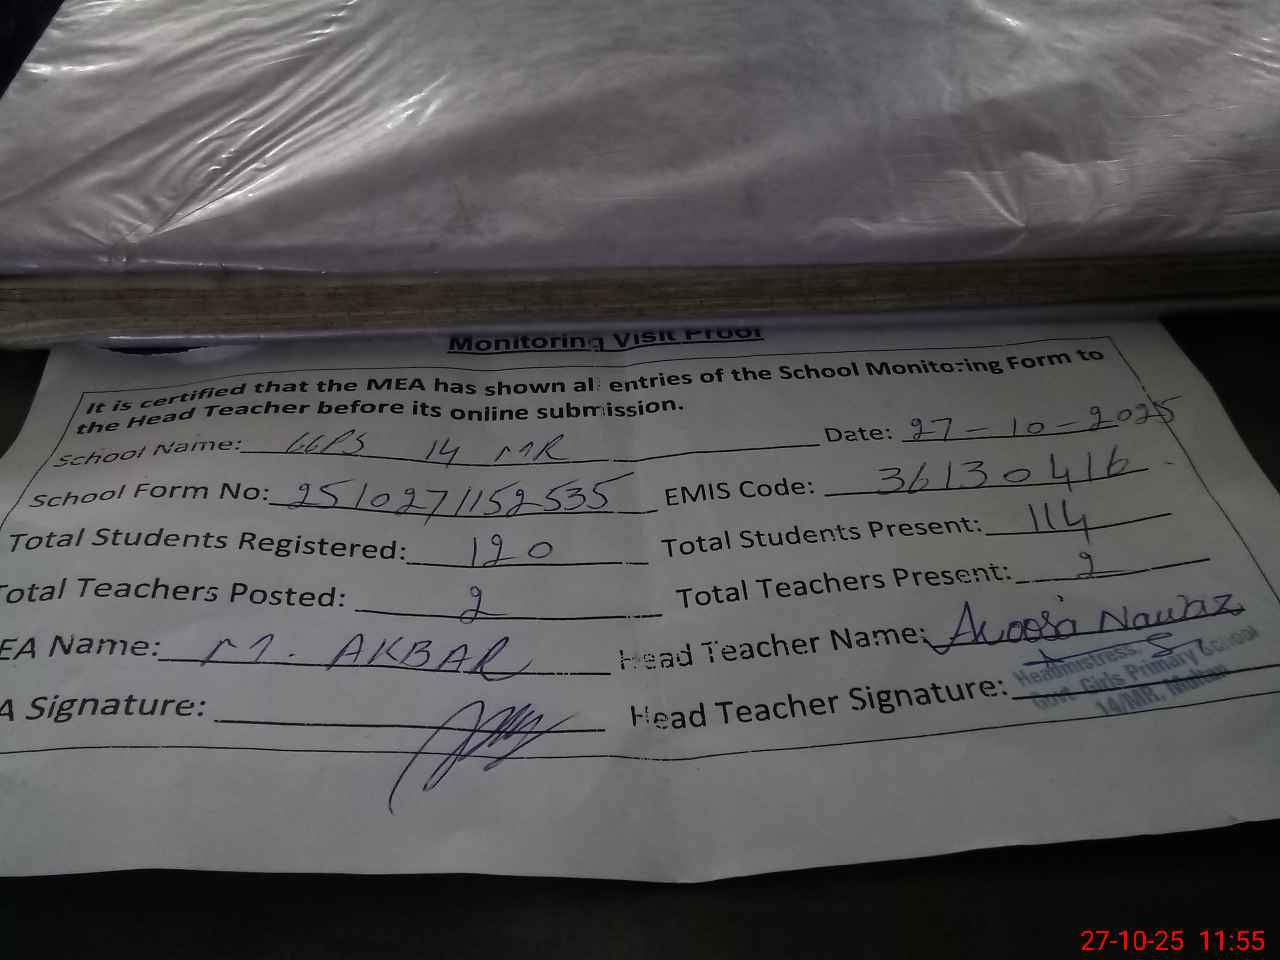 Monitoring Visit Proof
It is certified that the MEA has shown all entries of the School Monitoring Form to
the Head Teacher before its online submission.
School Name: GGPS 14 MR Date: 27-10-2025
School Form No: 2510271152535 EMIS Code: 36130416
Total Students Registered: 120 Total Students Present: 114
Total Teachers Posted: 2 Total Teachers Present: 2
EA Name: M. AKBAR Head Teacher Name: Nawaz
A Signature: Head Teacher Signature:
Headmistress,
Govt. Girls Primary School
14/MR, Multan
27-10-25 11:55